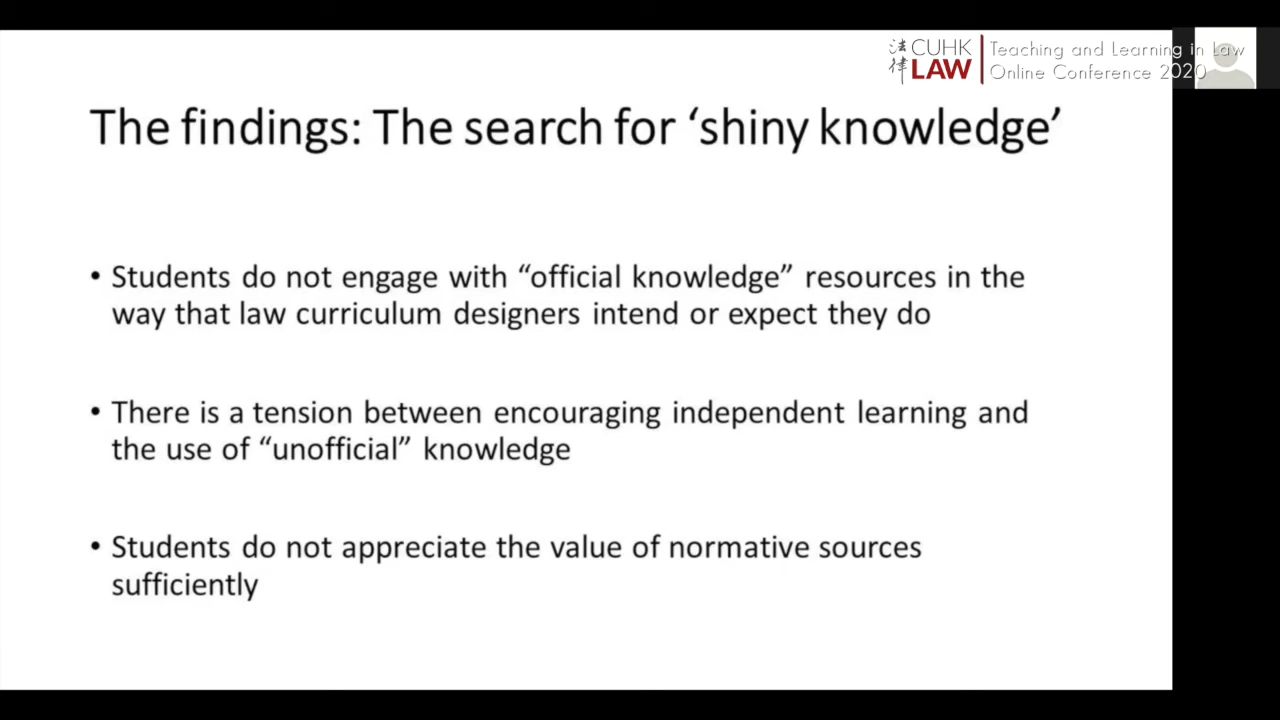 法律 CUHK LAW Teaching and Learning in Law
Online Conference 2020
The findings: The search for ‘shiny knowledge’
• Students do not engage with “official knowledge” resources in the
way that law curriculum designers intend or expect they do
• There is a tension between encouraging independent learning and
the use of “unofficial” knowledge
• Students do not appreciate the value of normative sources
sufficiently